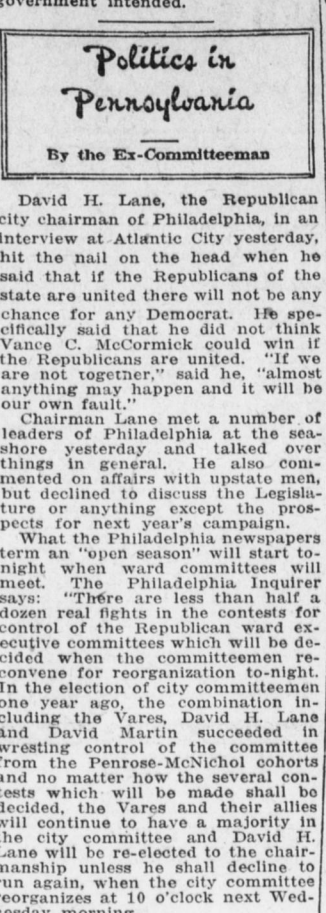 government intended.
Politics in
Pennsylvania
By the Ex-Committeeman
David H. Lane, the Republican
city chairman of Philadelphia, in an
interview at Atlantic City yesterday,
hit the nail on the head when he
said that if the Republicans of the
state are united there will not be any
chance for any Democrat. He spe-
cifically said that he did not think
Vance C. McCormick could win if
the Republicans are united. "If we
are not together," said he, "almost
anything may happen and it will be
our own fault."
Chairman Lane met a number of
leaders of Philadelphia at the sea-
shore yesterday and talked over
things in general. He also com-
mented on affairs with upstate men,
but declined to discuss the Legisla-
ture or anything except the pros-
pects for next year's campaign.
What the Philadelphia newspapers
term an "open season" will start to-
night when ward committees will
meet. The Philadelphia Inquirer
says: "There are less than half a
dozen real fights in the contests for
control of the Republican ward ex-
ecutive committees which will be de-
cided when the committeemen re-
convene for reorganization to-night.
In the election of city committeemen
one year ago, the combination in-
cluding the Vares, David H. Lane
and David Martin succeeded in
wresting control of the committee
from the Penrose-McNichol cohorts
and no matter how the several con-
tests which will be made shall be
decided, the Vares and their allies
will continue to have a majority in
the city committee and David H.
Lane will be re-elected to the chair-
manship unless he shall decline to
run again, when the city committee
reorganizes at 10 o'clock next Wed-
nesday morning.